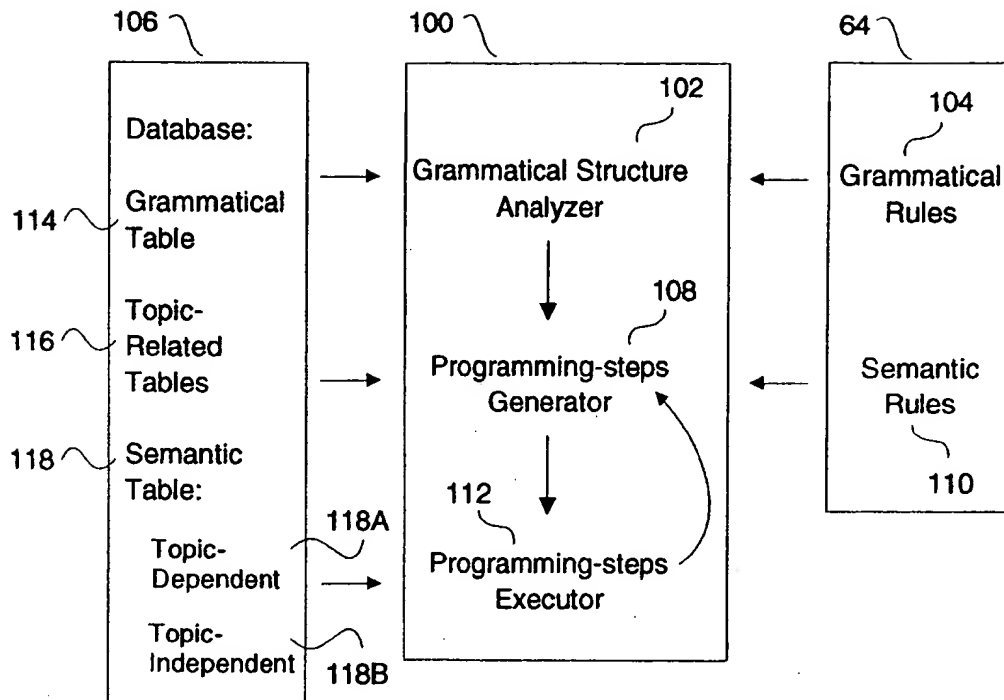 106
100
64
102
104
Database:
Grammatical Structure
Analyzer
Grammatical
Rules
114
Grammatical
Table
108
116
Topic-
Related
Tables
Programming-steps
Generator
Semantic
Rules
118
Semantic
Table:
110
112
118A
Topic-
Dependent
Programming-steps
Executor
Topic-
Independent
118B